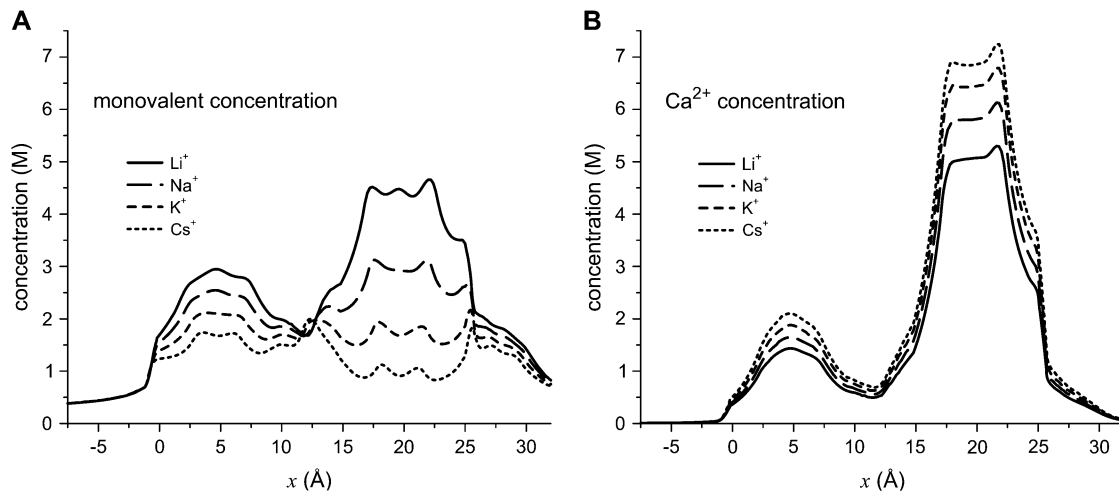 A
7
6
5
4
3
2
1
0
concentration (M)
monovalent concentration
Li⁺
Na⁺
K⁺
Cs⁺
-5 0 5 10 15 20 25 30
x (Å)
B
7
6
5
4
3
2
1
0
concentration (M)
Ca²⁺ concentration
Li⁺
Na⁺
K⁺
Cs⁺
-5 0 5 10 15 20 25 30
x (Å)